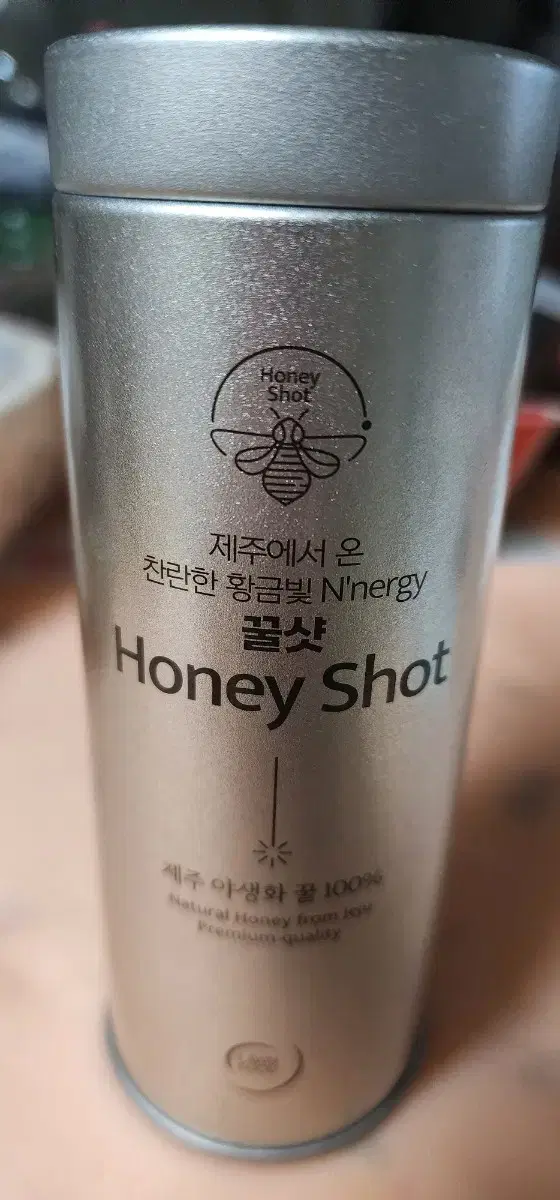 Honey
Shot
제주에서 온
찬란한 황금빛 N'nergy
꿀샷
Honey Shot
제주 야생화 꿀 100%
Natural Honey from
Premium quality